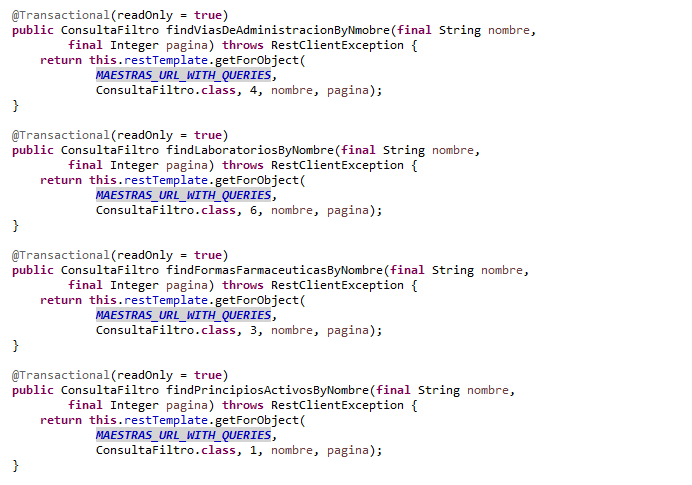 @Transactional(readOnly = true)
public ConsultaFiltro findViasDeAdministracionByNmobre(final String nombre,
        final Integer pagina) throws RestClientException {
    return this.restTemplate.getForObject(
            MAESTRAS_URL_WITH_QUERIES,
            ConsultaFiltro.class, 4, nombre, pagina);
}
@Transactional(readOnly = true)
public ConsultaFiltro findLaboratoriosByNombre(final String nombre,
        final Integer pagina) throws RestClientException {
    return this.restTemplate.getForObject(
            MAESTRAS_URL_WITH_QUERIES,
            ConsultaFiltro.class, 6, nombre, pagina);
}
@Transactional(readOnly = true)
public ConsultaFiltro findFormasFarmaceuticasByNombre(final String nombre,
        final Integer pagina) throws RestClientException {
    return this.restTemplate.getForObject(
            MAESTRAS_URL_WITH_QUERIES,
            ConsultaFiltro.class, 3, nombre, pagina);
}
@Transactional(readOnly = true)
public ConsultaFiltro findPrincipiosActivosByNombre(final String nombre,
        final Integer pagina) throws RestClientException {
    return this.restTemplate.getForObject(
            MAESTRAS_URL_WITH_QUERIES,
            ConsultaFiltro.class, 1, nombre, pagina);
}